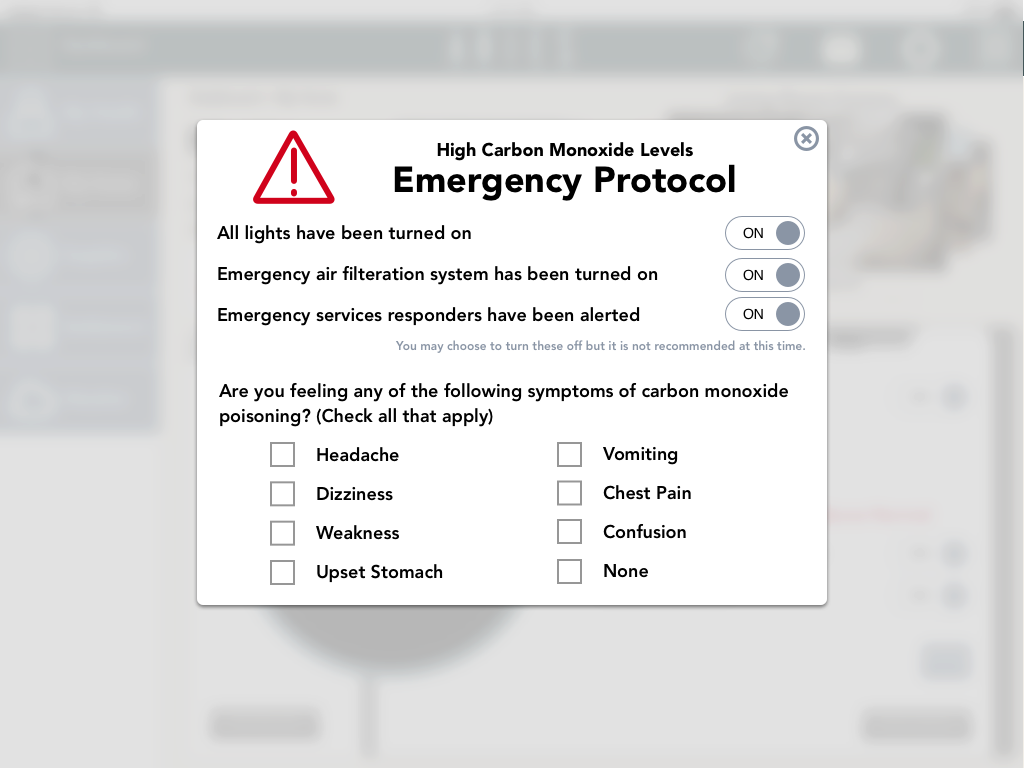 High Carbon Monoxide Levels
Emergency Protocol
All lights have been turned on
ON
Emergency air filteration system has been turned on
ON
Emergency services responders have been alerted
ON
You may choose to turn these off but it is not recommended at this time.
Are you feeling any of the following symptoms of carbon monoxide
poisoning? (Check all that apply)
Headache
Vomiting
Dizziness
Chest Pain
Weakness
Confusion
Upset Stomach
None